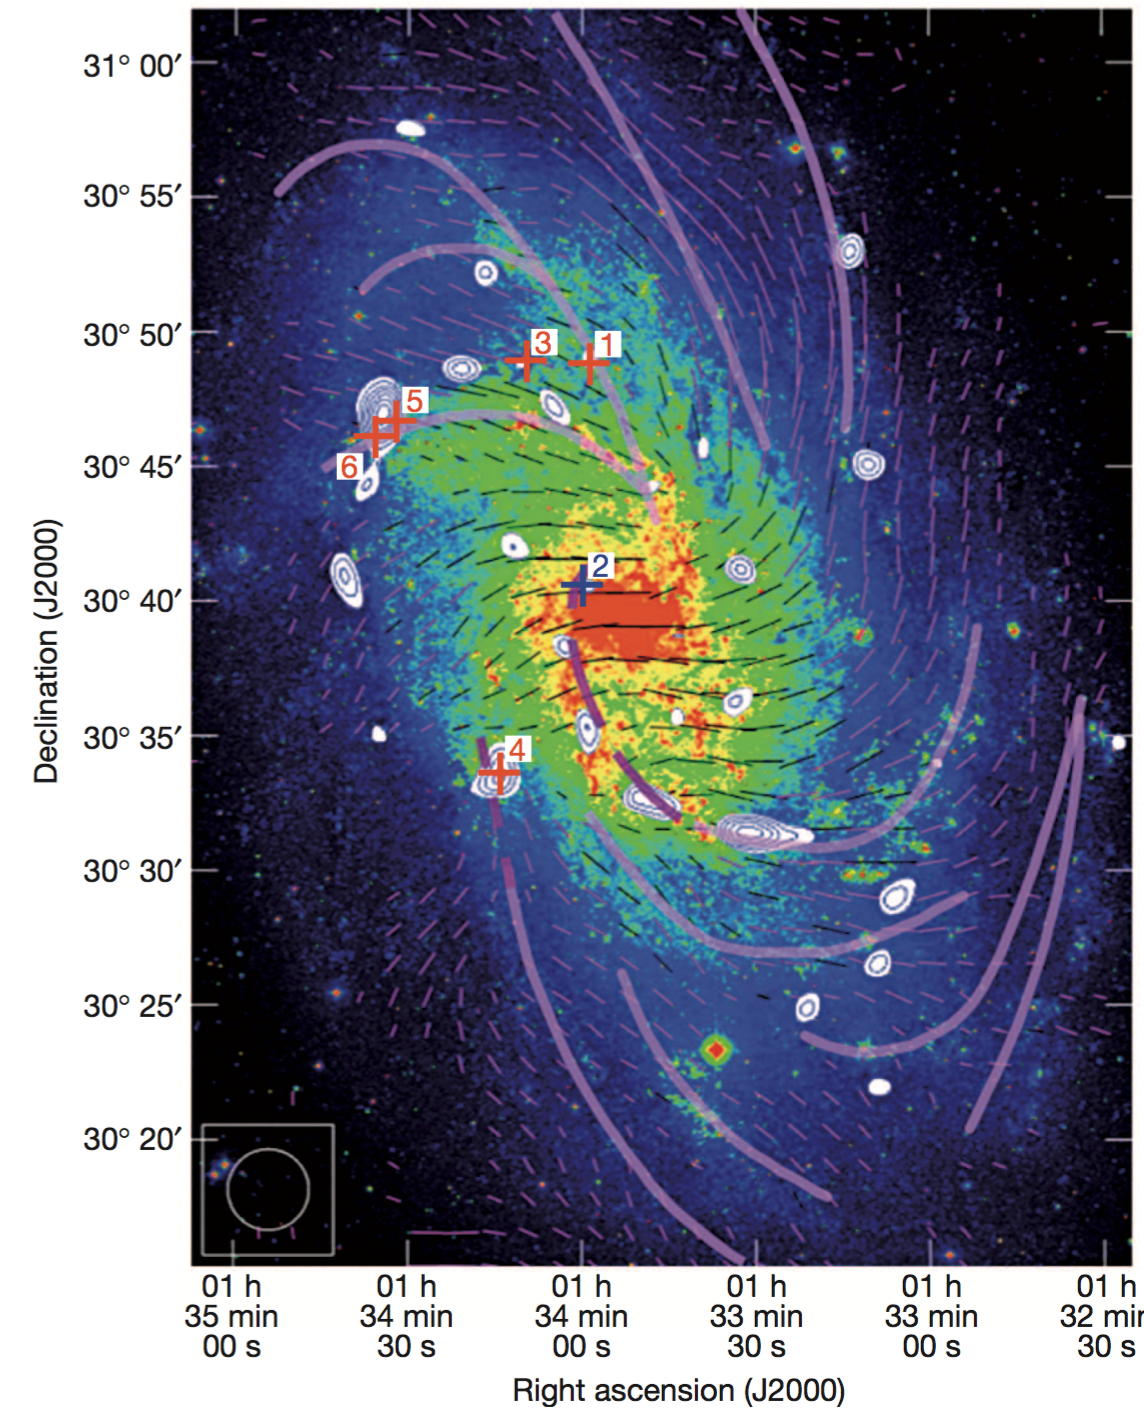 31° 00′
30° 55′
30° 50′
30° 45′
30° 40′
30° 35′
30° 30′
30° 25′
30° 20′
Declination (J2000)
3
1
5
6
2
4
01 h
35 min
00 s
01 h
34 min
30 s
01 h
34 min
00 s
01 h
33 min
30 s
01 h
33 min
00 s
01 h
32 min
30 s
Right ascension (J2000)